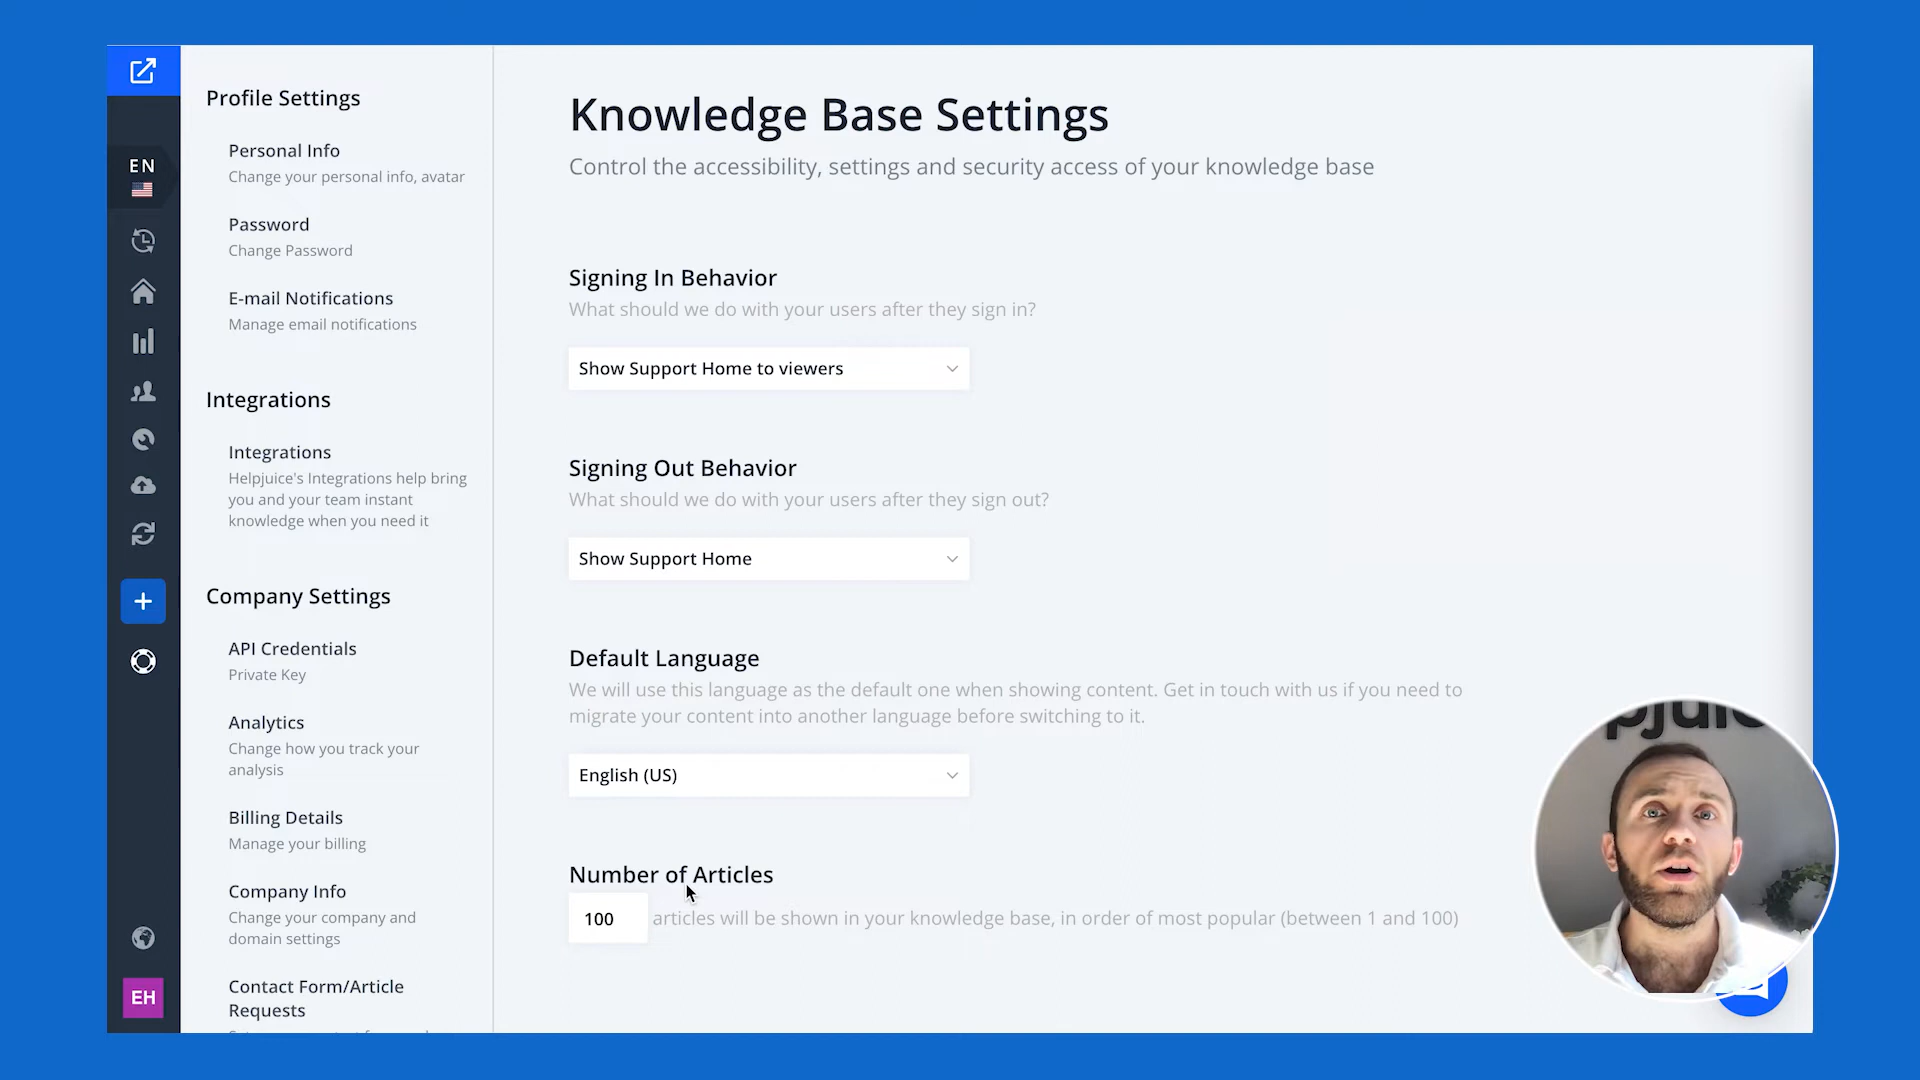 EN
EH
Profile Settings
Personal Info
Change your personal info, avatar
Password
Change Password
E-mail Notifications
Manage email notifications
Integrations
Integrations
Helpjuice's Integrations help bring
you and your team instant
knowledge when you need it
Company Settings
API Credentials
Private Key
Analytics
Change how you track your
analysis
Billing Details
Manage your billing
Company Info
Change your company and
domain settings
Contact Form/Article
Requests
Knowledge Base Settings
Control the accessibility, settings and security access of your knowledge base
Signing In Behavior
What should we do with your users after they sign in?
Show Support Home to viewers
Signing Out Behavior
What should we do with your users after they sign out?
Show Support Home
Default Language
We will use this language as the default one when showing content. Get in touch with us if you need to
migrate your content into another language before switching to it.
English (US)
Number of Articles
100 articles will be shown in your knowledge base, in order of most popular (between 1 and 100)